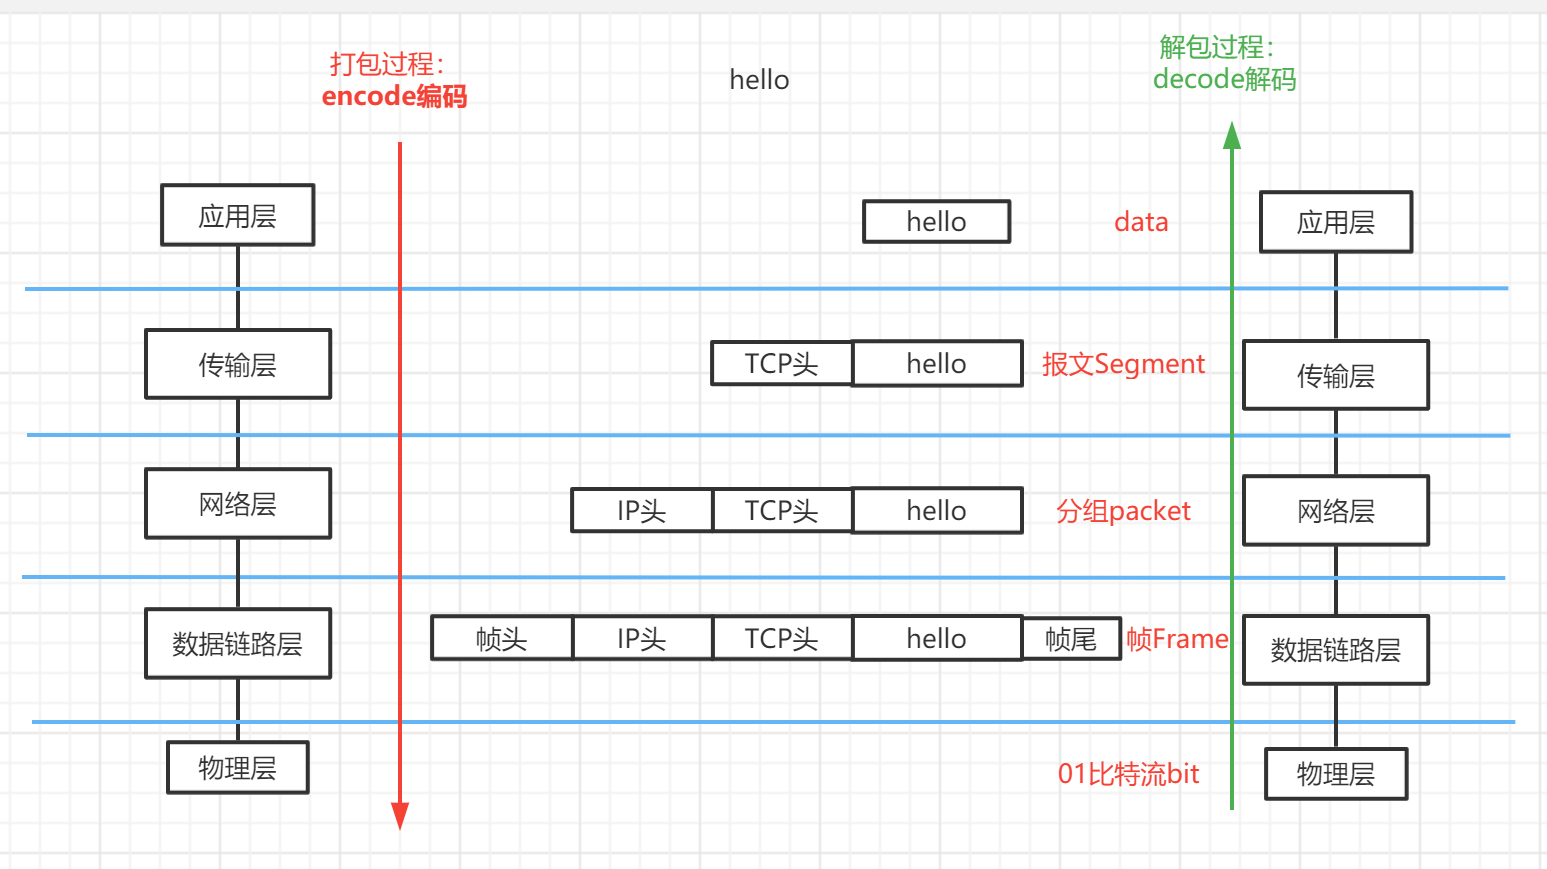 打包过程：
encode编码
hello
解包过程：
decode解码
应用层
hello
data
应用层
传输层
TCP头
hello
报文Segment
传输层
网络层
IP头
TCP头
hello
分组packet
网络层
数据链路层
帧头
IP头
TCP头
hello
帧尾
帧Frame
数据链路层
物理层
01比特流bit
物理层